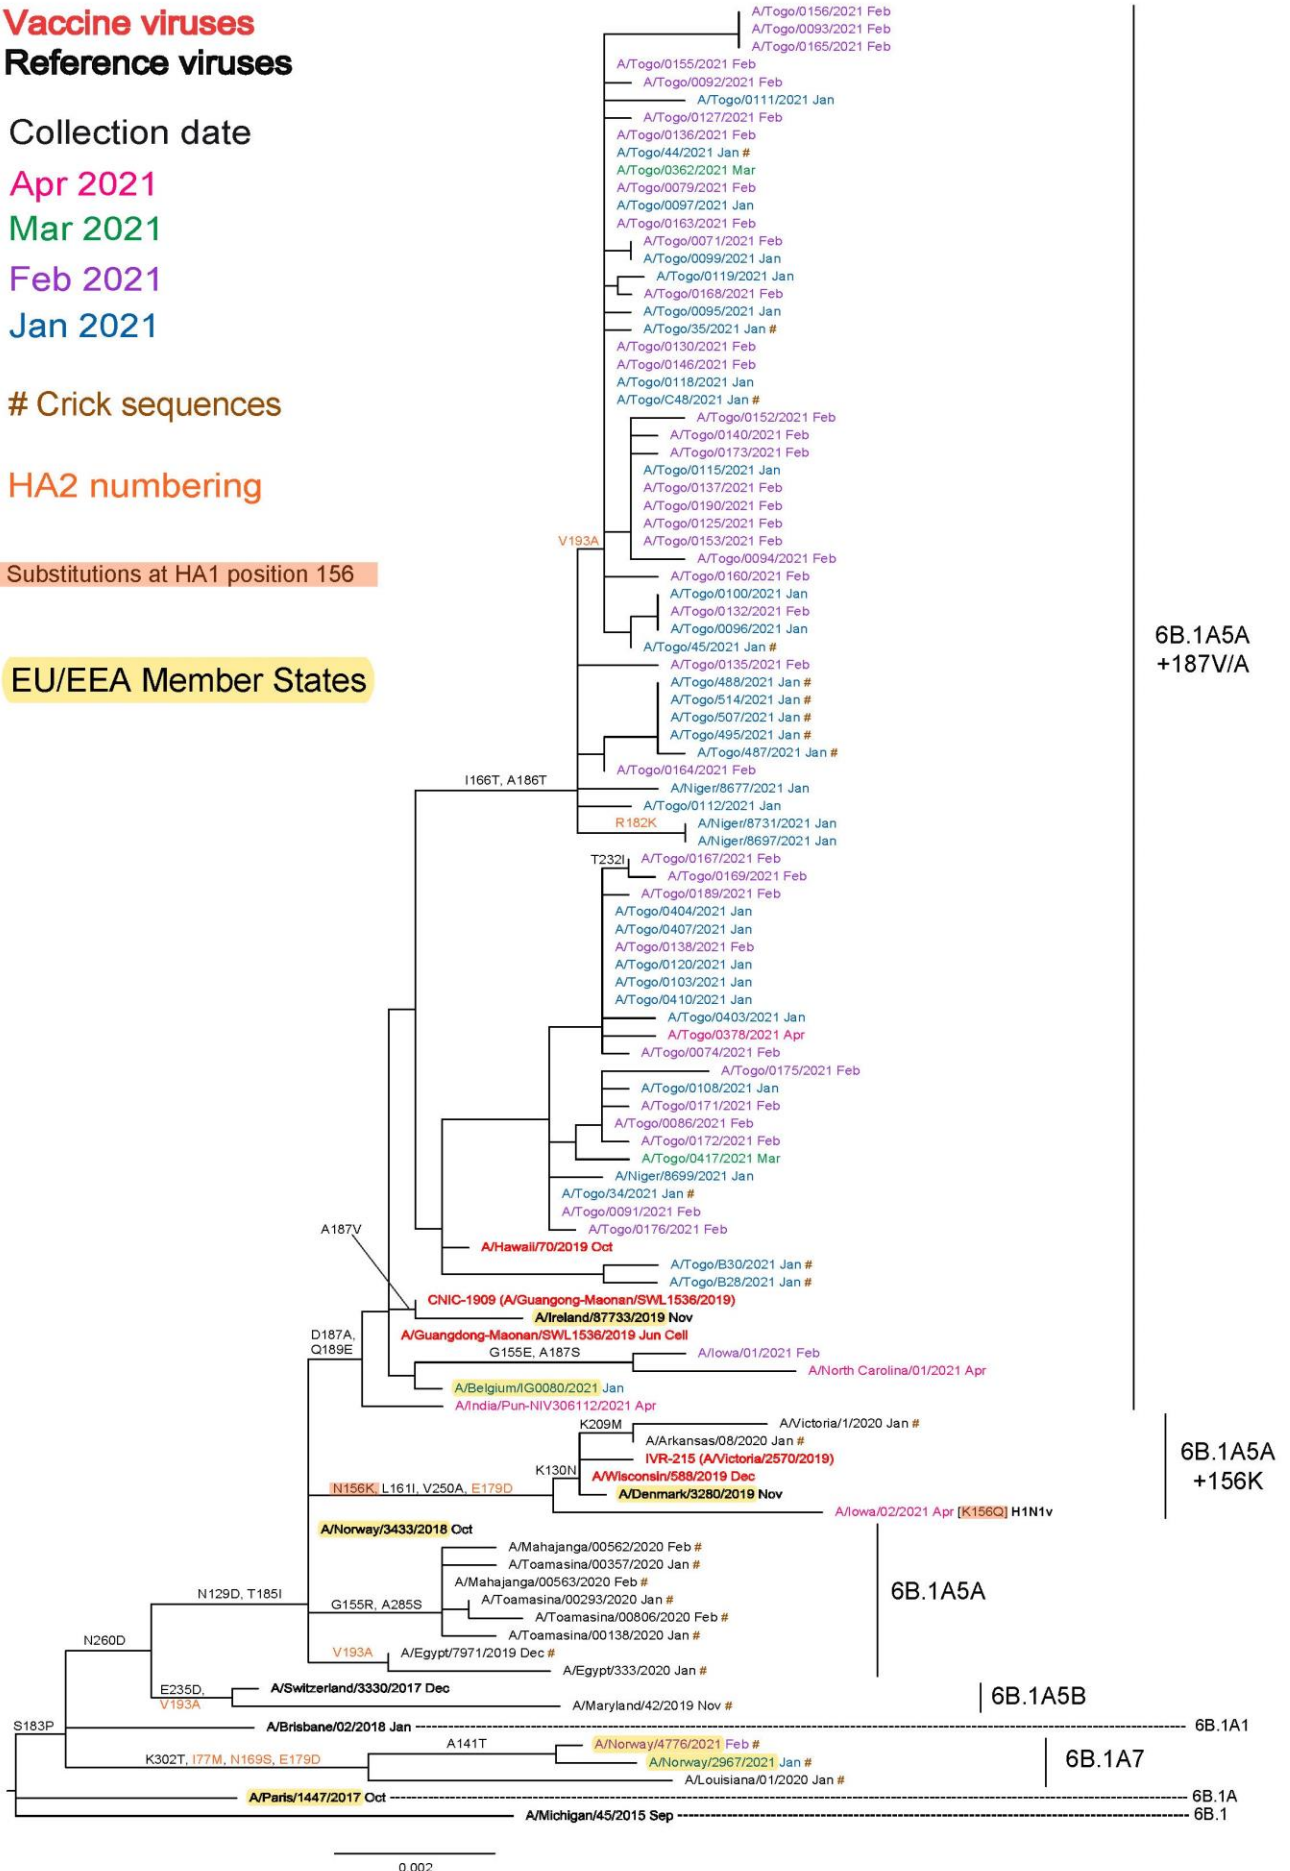 Vaccine viruses
Reference viruses
Collection date
Apr 2021
Mar 2021
Feb 2021
Jan 2021
# Crick sequences
HA2 numbering
Substitutions at HA1 position 156
EU/EEA Member States
A/Togo/0156/2021 Feb
A/Togo/0093/2021 Feb
A/Togo/0165/2021 Feb
A/Togo/0155/2021 Feb
A/Togo/0092/2021 Feb
A/Togo/0111/2021 Jan
A/Togo/0127/2021 Feb
A/Togo/0136/2021 Feb
A/Togo/44/2021 Jan #
A/Togo/0362/2021 Mar
A/Togo/0079/2021 Feb
A/Togo/0097/2021 Jan
A/Togo/0163/2021 Feb
A/Togo/0071/2021 Feb
A/Togo/0099/2021 Jan
A/Togo/0119/2021 Jan
A/Togo/0168/2021 Feb
A/Togo/0095/2021 Jan
A/Togo/35/2021 Jan #
A/Togo/0130/2021 Feb
A/Togo/0146/2021 Feb
A/Togo/0118/2021 Jan
A/Togo/C48/2021 Jan #
A/Togo/0152/2021 Feb
A/Togo/0140/2021 Feb
A/Togo/0173/2021 Feb
A/Togo/0115/2021 Jan
A/Togo/0137/2021 Feb
A/Togo/0190/2021 Feb
A/Togo/0125/2021 Feb
V193A
A/Togo/0153/2021 Feb
A/Togo/0094/2021 Feb
A/Togo/0160/2021 Feb
A/Togo/0100/2021 Jan
A/Togo/0132/2021 Feb
A/Togo/0096/2021 Jan
A/Togo/45/2021 Jan #
6B.1A5A
+187V/A
A/Togo/0135/2021 Feb
A/Togo/488/2021 Jan #
A/Togo/514/2021 Jan #
A/Togo/507/2021 Jan #
A/Togo/495/2021 Jan #
A/Togo/487/2021 Jan #
A/Togo/0164/2021 Feb
I166T, A186T
A/Niger/8677/2021 Jan
A/Togo/0112/2021 Jan
R182K
A/Niger/8731/2021 Jan
A/Niger/8697/2021 Jan
T232I
A/Togo/0167/2021 Feb
A/Togo/0169/2021 Feb
A/Togo/0189/2021 Feb
A/Togo/0404/2021 Jan
A/Togo/0407/2021 Jan
A/Togo/0138/2021 Feb
A/Togo/0120/2021 Jan
A/Togo/0103/2021 Jan
A/Togo/0410/2021 Jan
A/Togo/0403/2021 Jan
A/Togo/0378/2021 Apr
A/Togo/0074/2021 Feb
A/Togo/0175/2021 Feb
A/Togo/0108/2021 Jan
A/Togo/0171/2021 Feb
A/Togo/0086/2021 Feb
A/Togo/0172/2021 Feb
A/Togo/0417/2021 Mar
A/Niger/8699/2021 Jan
A/Togo/34/2021 Jan #
A/Togo/0091/2021 Feb
A/Togo/0176/2021 Feb
A187V
A/Hawaii/70/2019 Oct
A/Togo/B30/2021 Jan #
A/Togo/B28/2021 Jan #
CNIC-1909 (A/Guangong-Maonan/SWL1536/2019)
A/Ireland/87733/2019 Nov
D187A,
Q189E
A/Guangdong-Maonan/SWL1536/2019 Jun Cell
G155E, A187S
A/Iowa/01/2021 Feb
A/North Carolina/01/2021 Apr
A/Belgium/IG0080/2021 Jan
A/India/Pun-NIV306112/2021 Apr
K209M
A/Victoria/1/2020 Jan #
A/Arkansas/08/2020 Jan #
IVR-215 (A/Victoria/2570/2019)
K130N
A/Wisconsin/588/2019 Dec
A/Denmark/3280/2019 Nov
N156K, L161I, V250A, E179D
A/Iowa/02/2021 Apr [K156Q] H1N1v
6B.1A5A
+156K
A/Norway/3433/2018 Oct
A/Mahajanga/00562/2020 Feb #
A/Toamasina/00357/2020 Jan #
A/Mahajanga/00563/2020 Feb #
N129D, T185I
G155R, A285S
A/Toamasina/00293/2020 Jan #
A/Toamasina/00806/2020 Feb #
A/Toamasina/00138/2020 Jan #
6B.1A5A
N260D
V193A
A/Egypt/7971/2019 Dec #
A/Egypt/333/2020 Jan #
E235D,
V193A
A/Switzerland/3330/2017 Dec
A/Maryland/42/2019 Nov #
6B.1A5B
S183P
A/Brisbane/02/2018 Jan
6B.1A1
A141T
A/Norway/4776/2021 Feb #
K302T, I77M, N169S, E179D
A/Norway/2967/2021 Jan #
A/Louisiana/01/2020 Jan #
6B.1A7
A/Paris/1447/2017 Oct
6B.1A
A/Michigan/45/2015 Sep
6B.1
0.002